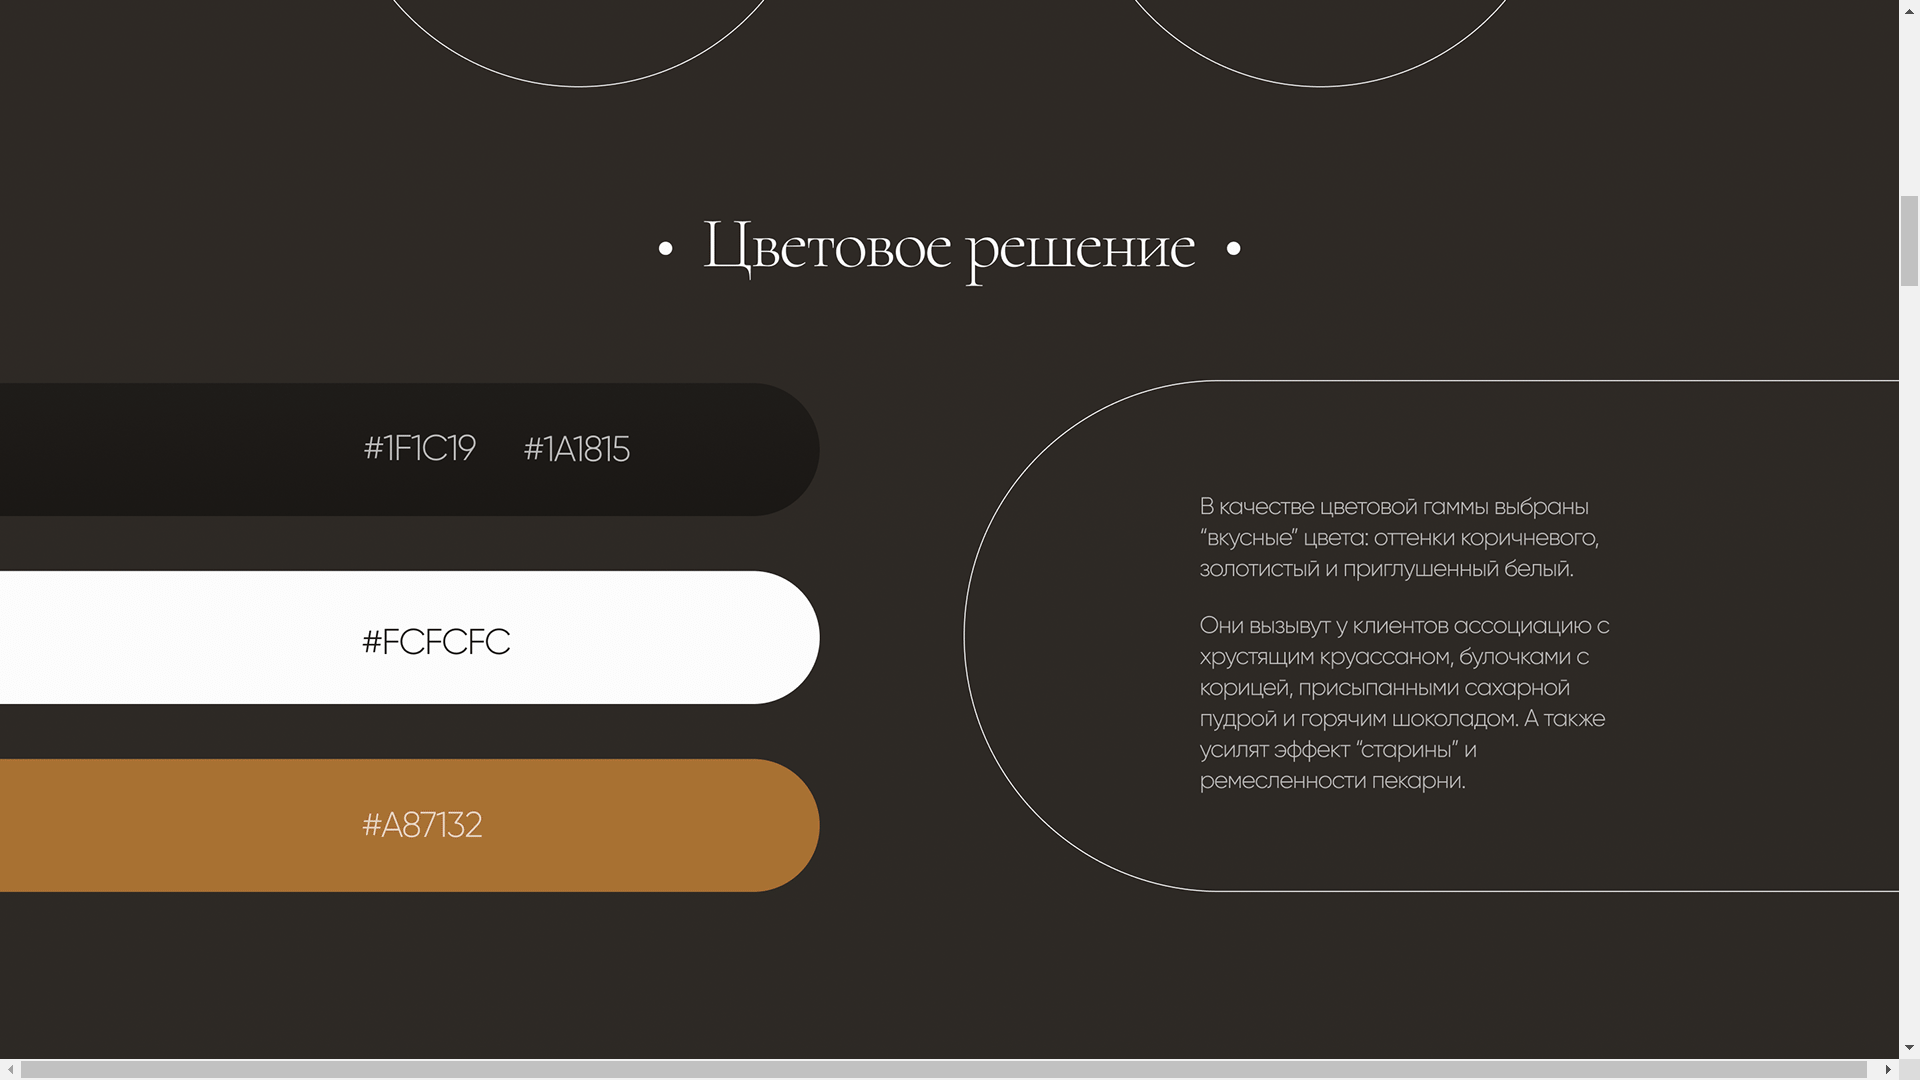 • Цветовое решение •
#1F1C19 #1A1815
#FCFCFC
#A87132
В качестве цветовой гаммы выбраны
“вкусные” цвета: оттенки коричневого,
золотистый и приглушенный белый.
Они вызывут у клиентов ассоциацию с
хрустящим круассаном, булочками с
корицей, присыпанными сахарной
пудрой и горячим шоколадом. А также
усилят эффект “старины” и
ремесленности пекарни.